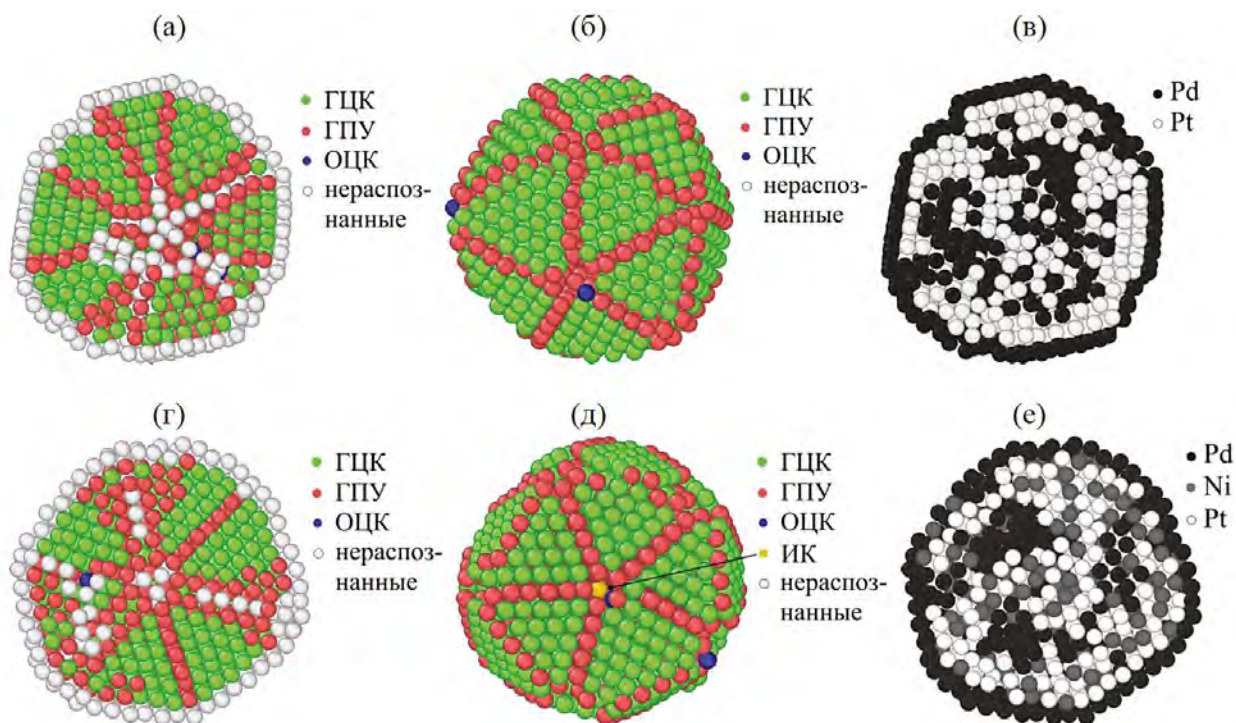 (а)
ГЦК
ГПУ
ОЦК
нераспоз-
нанные
(б)
ГЦК
ГПУ
ОЦК
нераспоз-
нанные
(в)
Pd
Pt
(г)
ГЦК
ГПУ
ОЦК
нераспоз-
нанные
(д)
ГЦК
ГПУ
ОЦК
ИК
нераспоз-
нанные
(е)
Pd
Ni
Pt